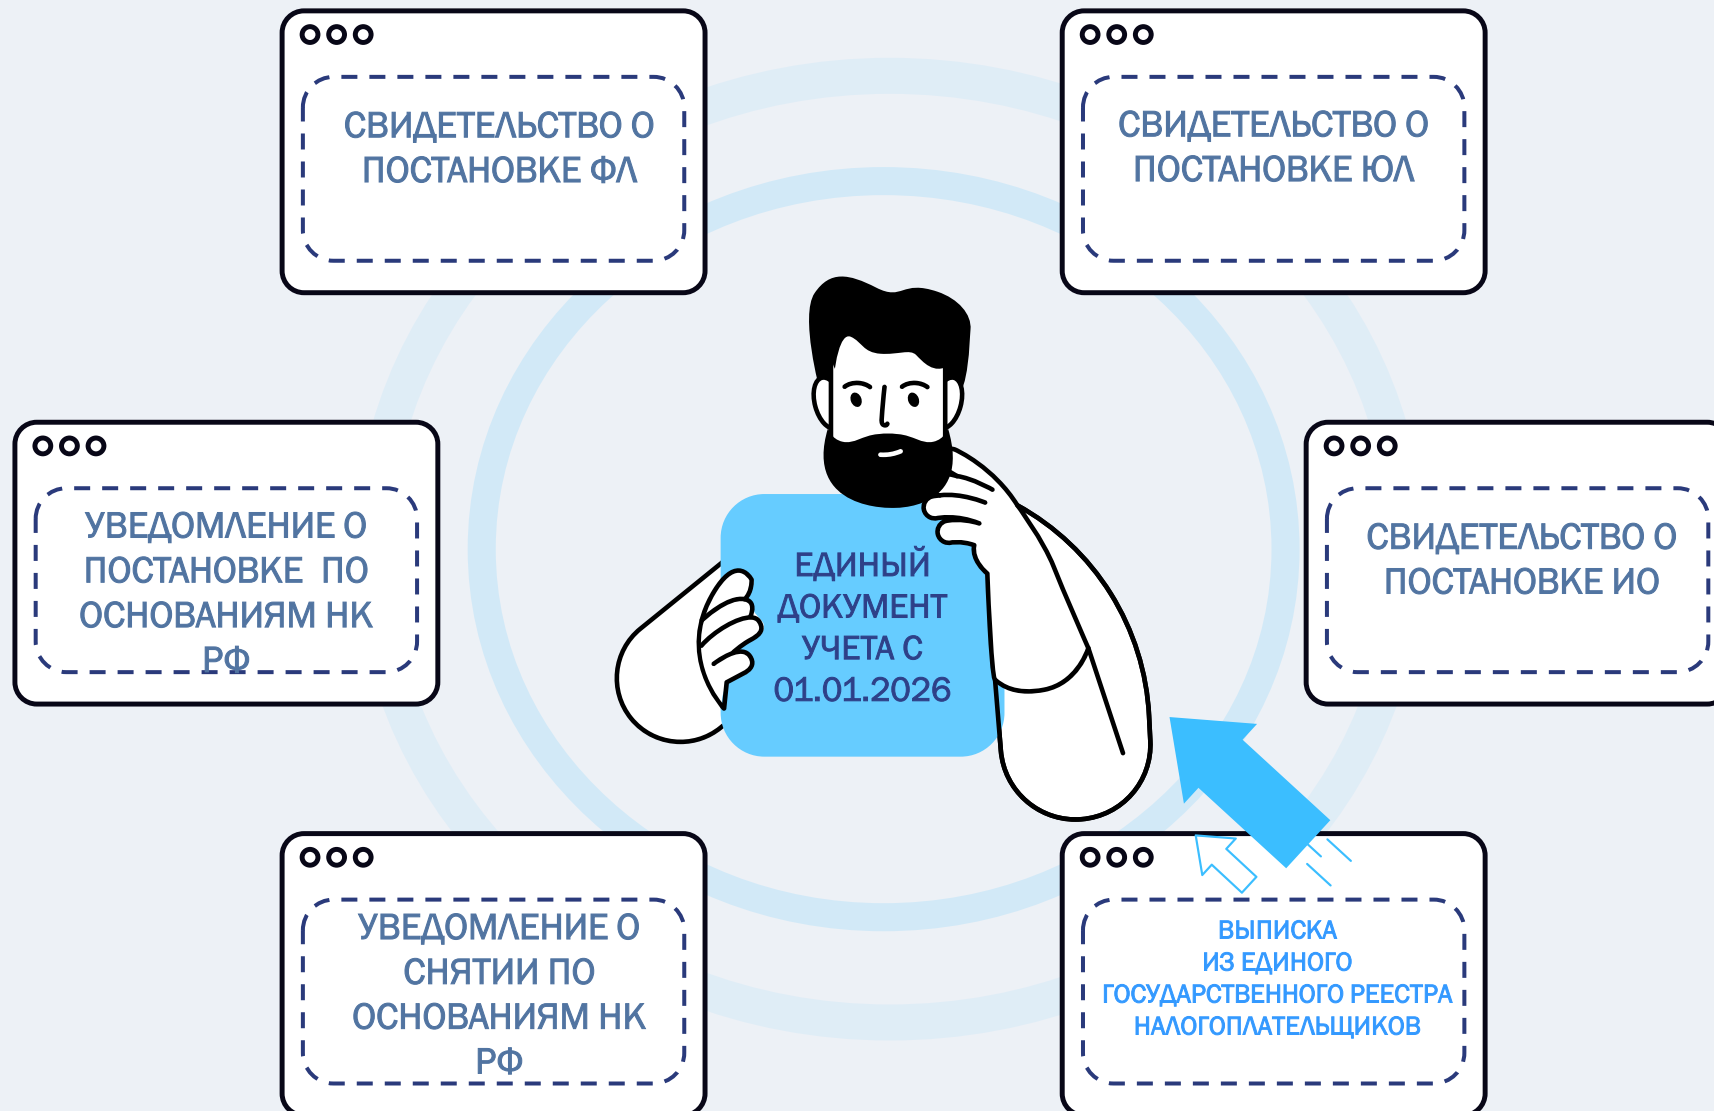 СВИДЕТЕЛЬСТВО О
ПОСТАНОВКЕ ФЛ
СВИДЕТЕЛЬСТВО О
ПОСТАНОВКЕ ЮЛ
УВЕДОМЛЕНИЕ О
ПОСТАНОВКЕ ПО
ОСНОВАНИЯМ НК
РФ
ЕДИНЫЙ
ДОКУМЕНТ
УЧЕТА С
01.01.2026
СВИДЕТЕЛЬСТВО О
ПОСТАНОВКЕ ИО
УВЕДОМЛЕНИЕ О
СНЯТИИ ПО
ОСНОВАНИЯМ НК
РФ
ВЫПИСКА
ИЗ ЕДИНОГО
ГОСУДАРСТВЕННОГО РЕЕСТРА
НАЛОГОПЛАТЕЛЬЩИКОВ